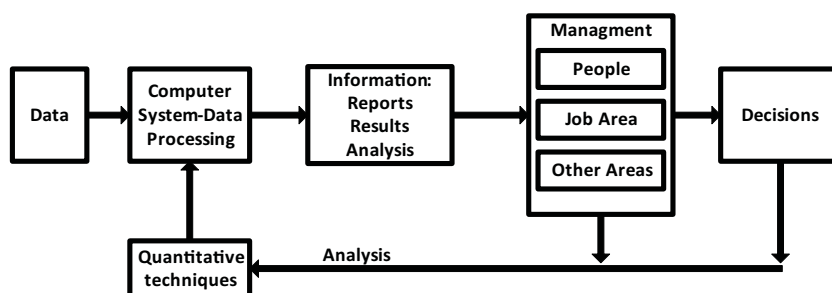 Data
Computer
System-Data
Processing
Information:
Reports
Results
Analysis
Managment
People
Job Area
Other Areas
Decisions
Quantitative
techniques
Analysis